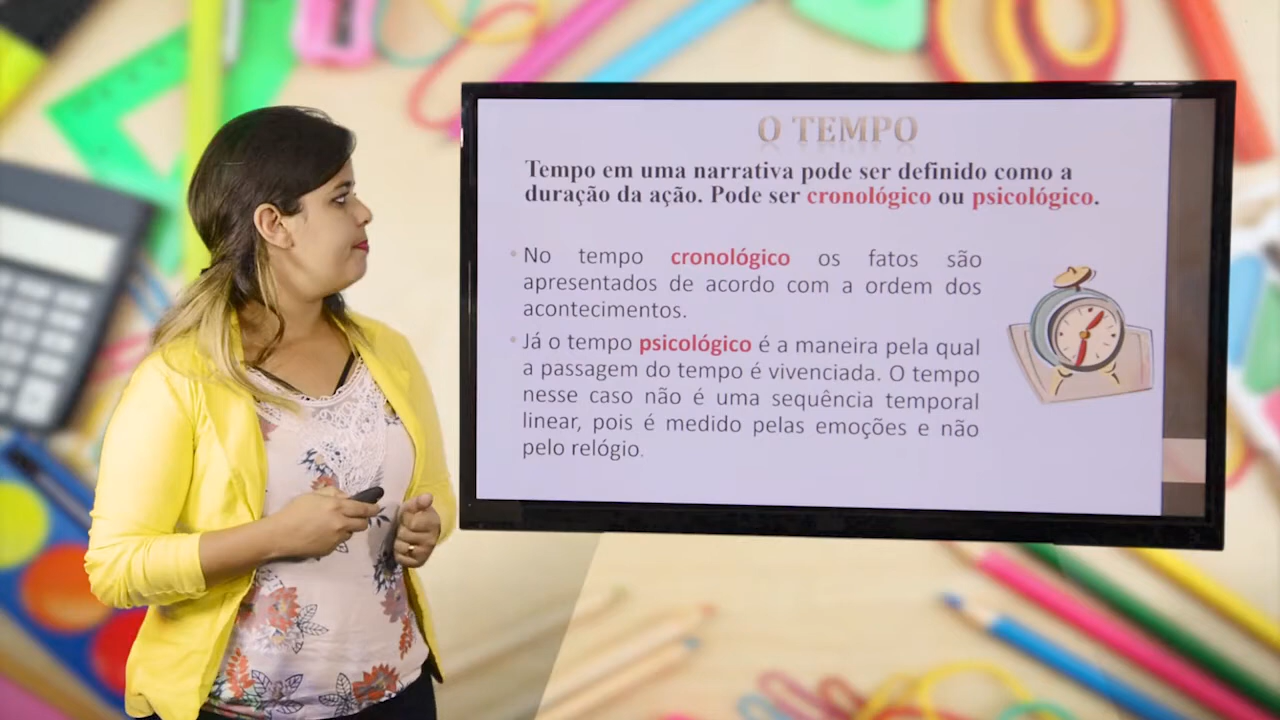 O TEMPO
Tempo em uma narrativa pode ser definido como a
duração da ação. Pode ser cronológico ou psicológico.
• No tempo cronológico os fatos são
apresentados de acordo com a ordem dos
acontecimentos.
• Já o tempo psicológico é a maneira pela qual
a passagem do tempo é vivenciada. O tempo
nesse caso não é uma sequência temporal
linear, pois é medido pelas emoções e não
pelo relógio.